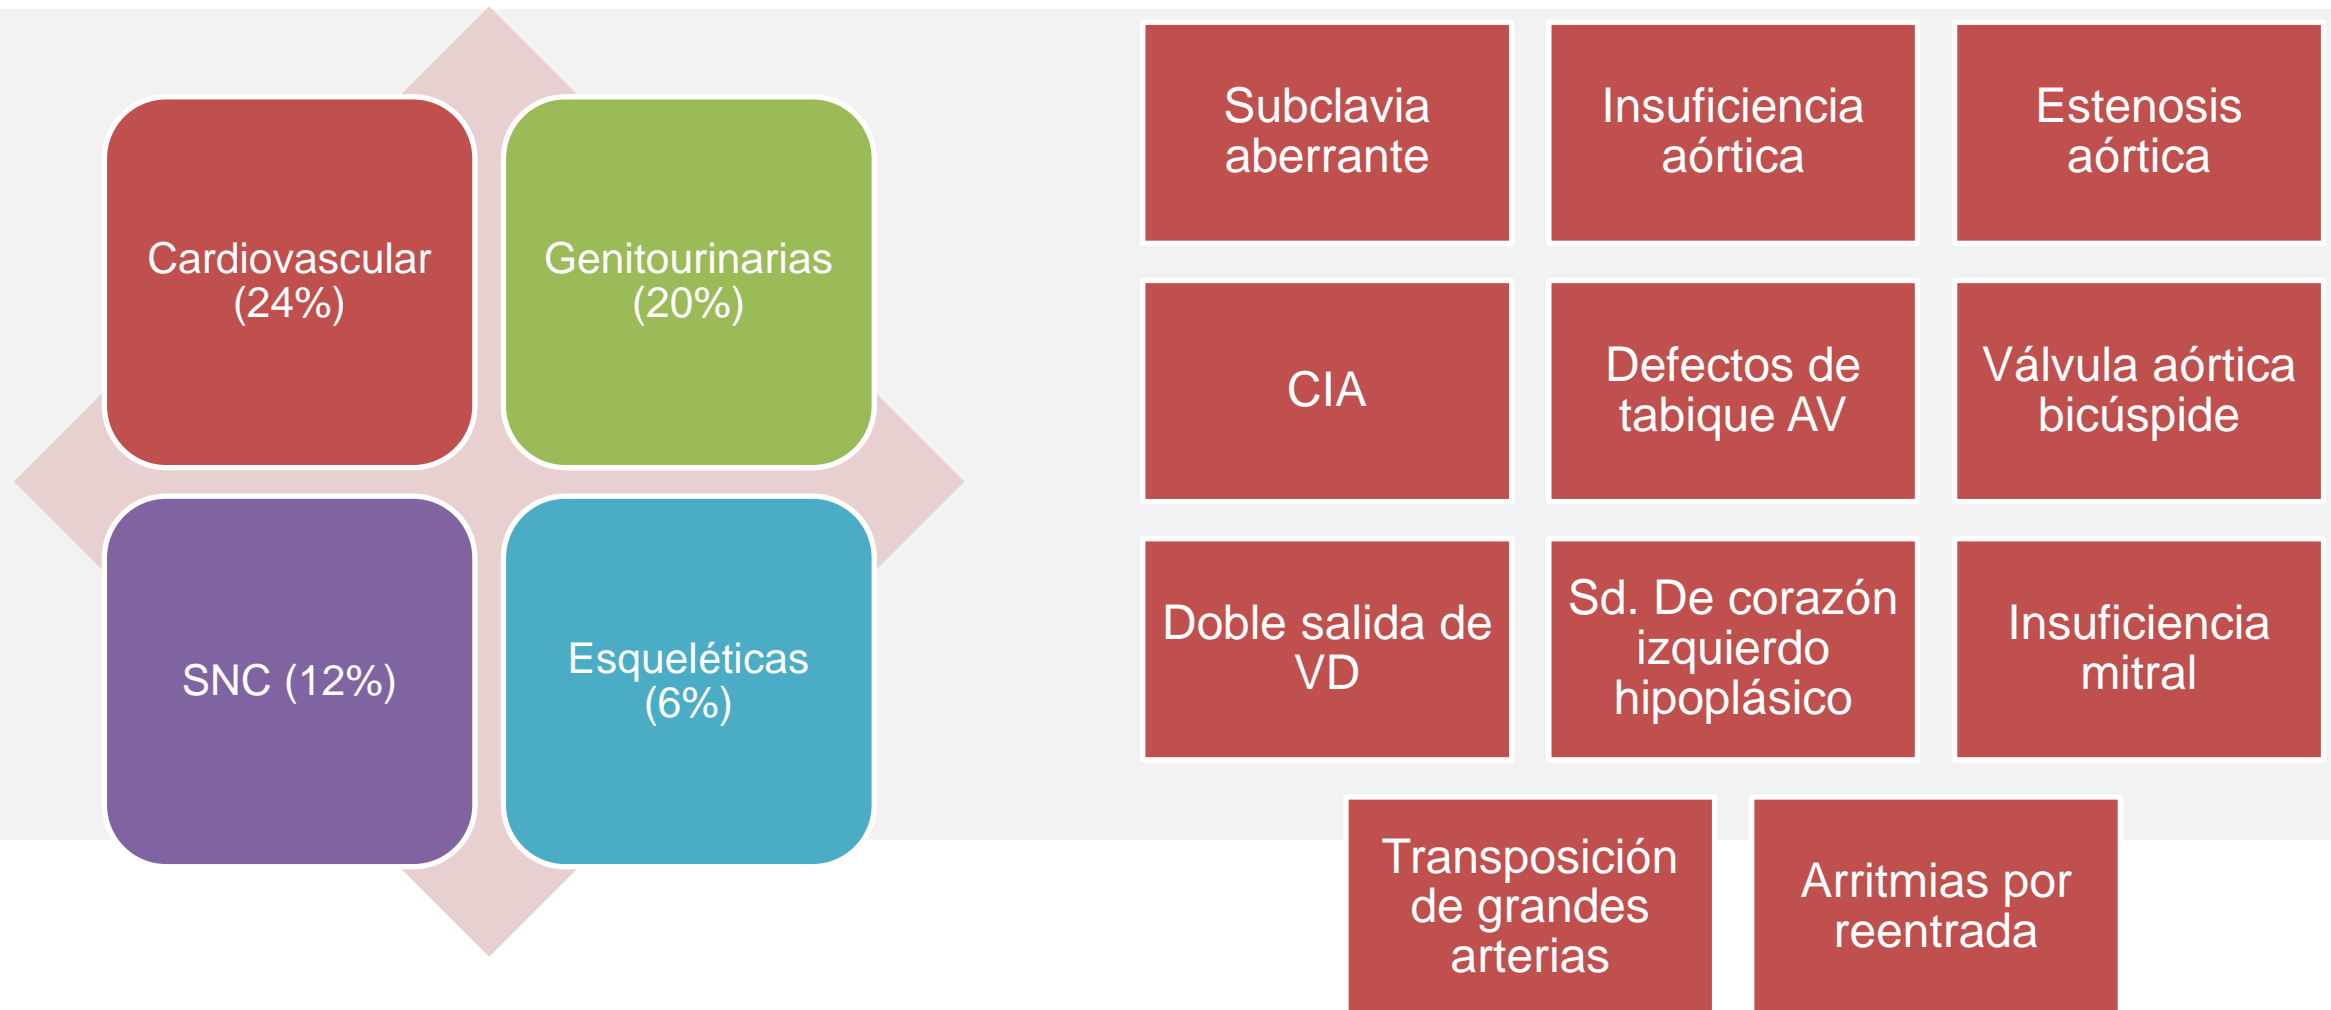 Cardiovascular
(24%)
Genitourinarias
(20%)
SNC (12%)
Esqueléticas
(6%)
Subclavia
aberrante
Insuficiencia
aórtica
Estenosis
aórtica
CIA
Defectos de
tabique AV
Válvula aórtica
bicúspide
Doble salida de
VD
Sd. De corazón
izquierdo
hipoplásico
Insuficiencia
mitral
Transposición
de grandes
arterias
Arritmias por
reentrada